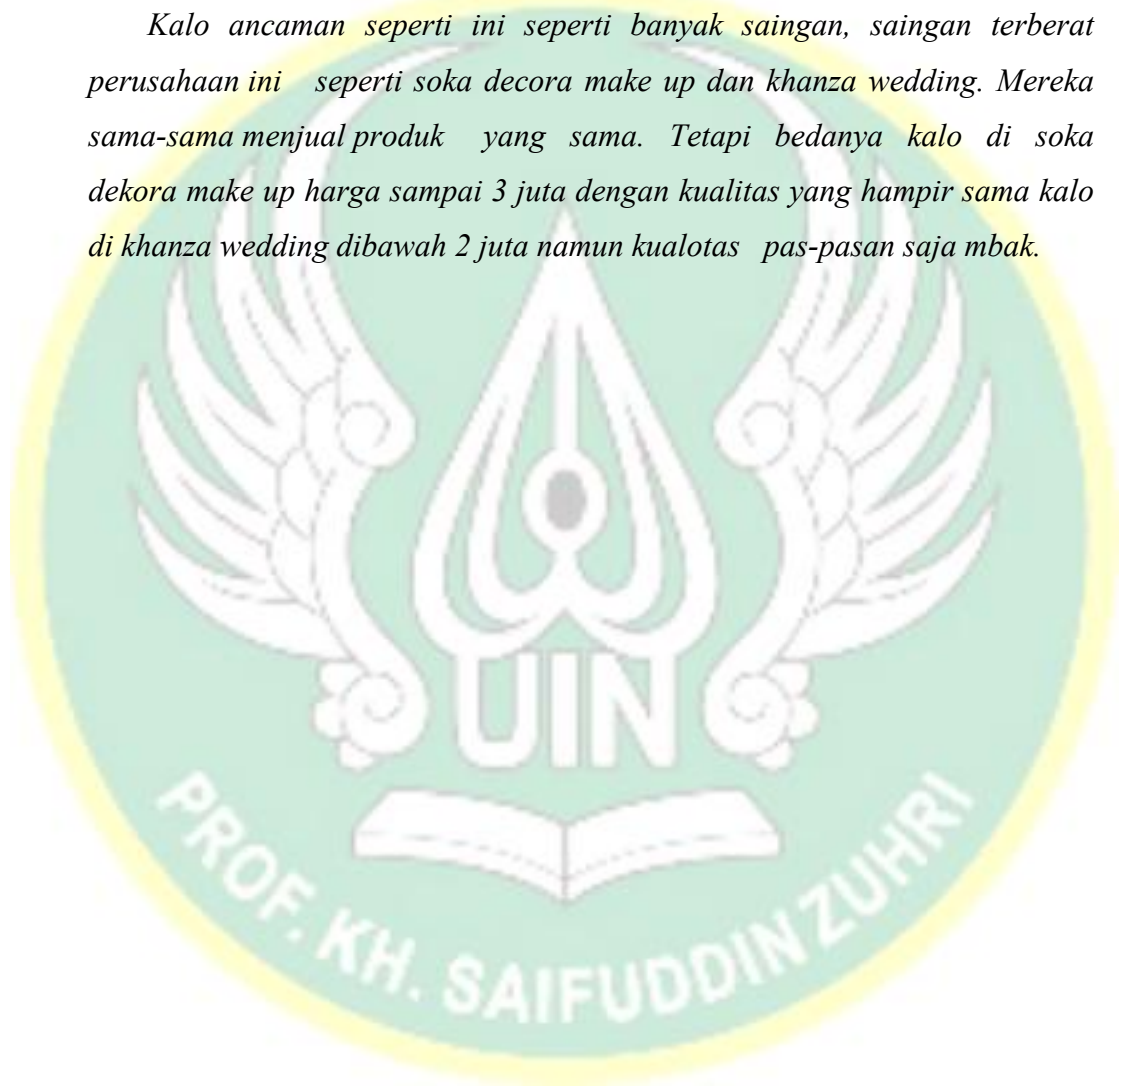 Kalo ancaman seperti ini seperti banyak saingan, saingan terberat
perusahaan ini seperti soka decora make up dan khanza wedding. Mereka
sama-sama menjual produk yang sama. Tetapi bedanya kalo di soka
dekora make up harga sampai 3 juta dengan kualitas yang hampir sama kalo
di khanza wedding dibawah 2 juta namun kualotas pas-pasan saja mbak.
UIN
PROF. KH. SAIFUDDIN ZUHRI